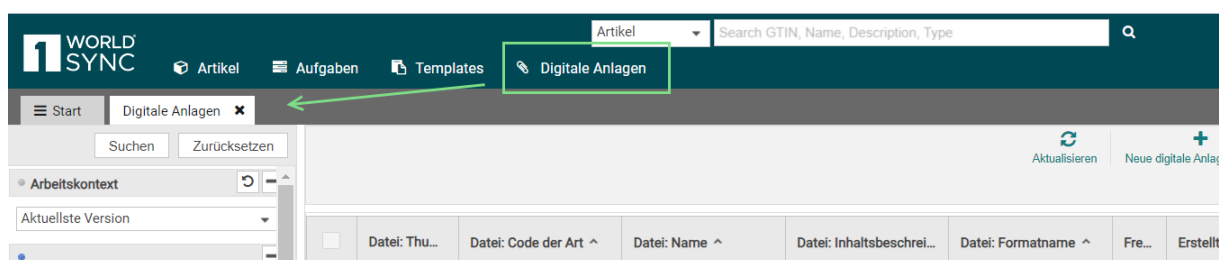 Artikel Search GTIN, Name, Description, Type
1 WORLD
SYNC Artikel Aufgaben Templates Digitale Anlagen
Start Digitale Anlagen
Suchen Zurücksetzen
Aktualisieren Neue digitale Anlag
Arbeitskontext
Aktuellste Version
Datei: Thu... Datei: Code der Art Datei: Name Datei: Inhaltsbeschrei... Datei: Formatname Fre... Erstellt